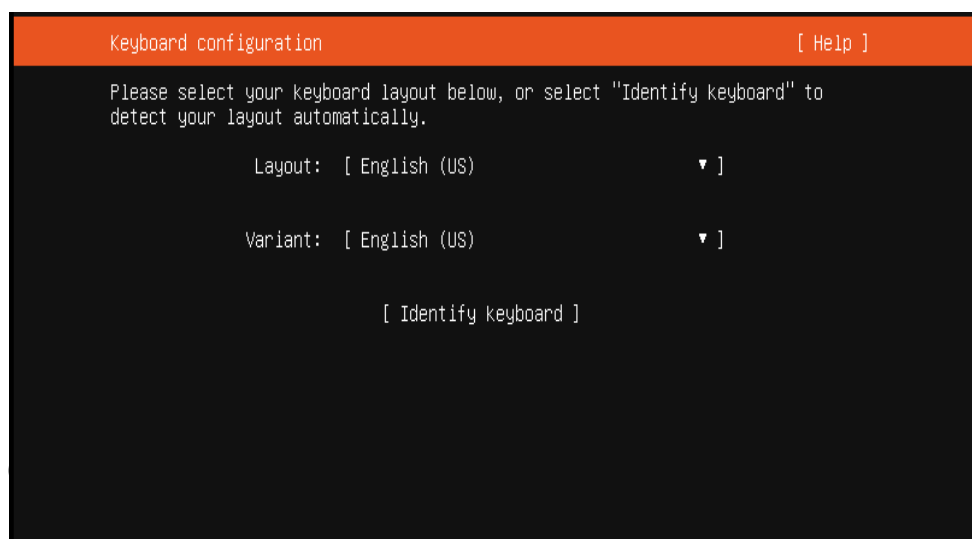 Keyboard configuration [ Help ]
Please select your keyboard layout below, or select "Identify keyboard" to
detect your layout automatically.
Layout: [ English (US) ▾ ]
Variant: [ English (US) ▾ ]
[ Identify keyboard ]